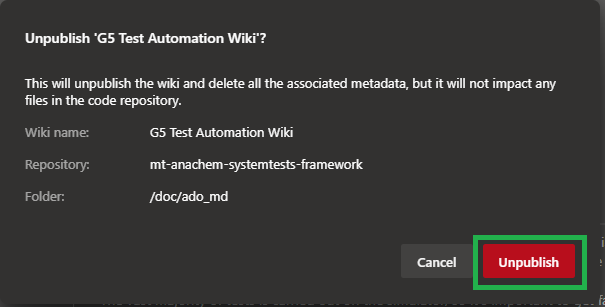 Unpublish 'G5 Test Automation Wiki'?
This will unpublish the wiki and delete all the associated metadata, but it will not impact any
files in the code repository.
Wiki name: G5 Test Automation Wiki
Repository: mt-anachem-systemtests-framework
Folder: /doc/ado_md
Cancel Unpublish